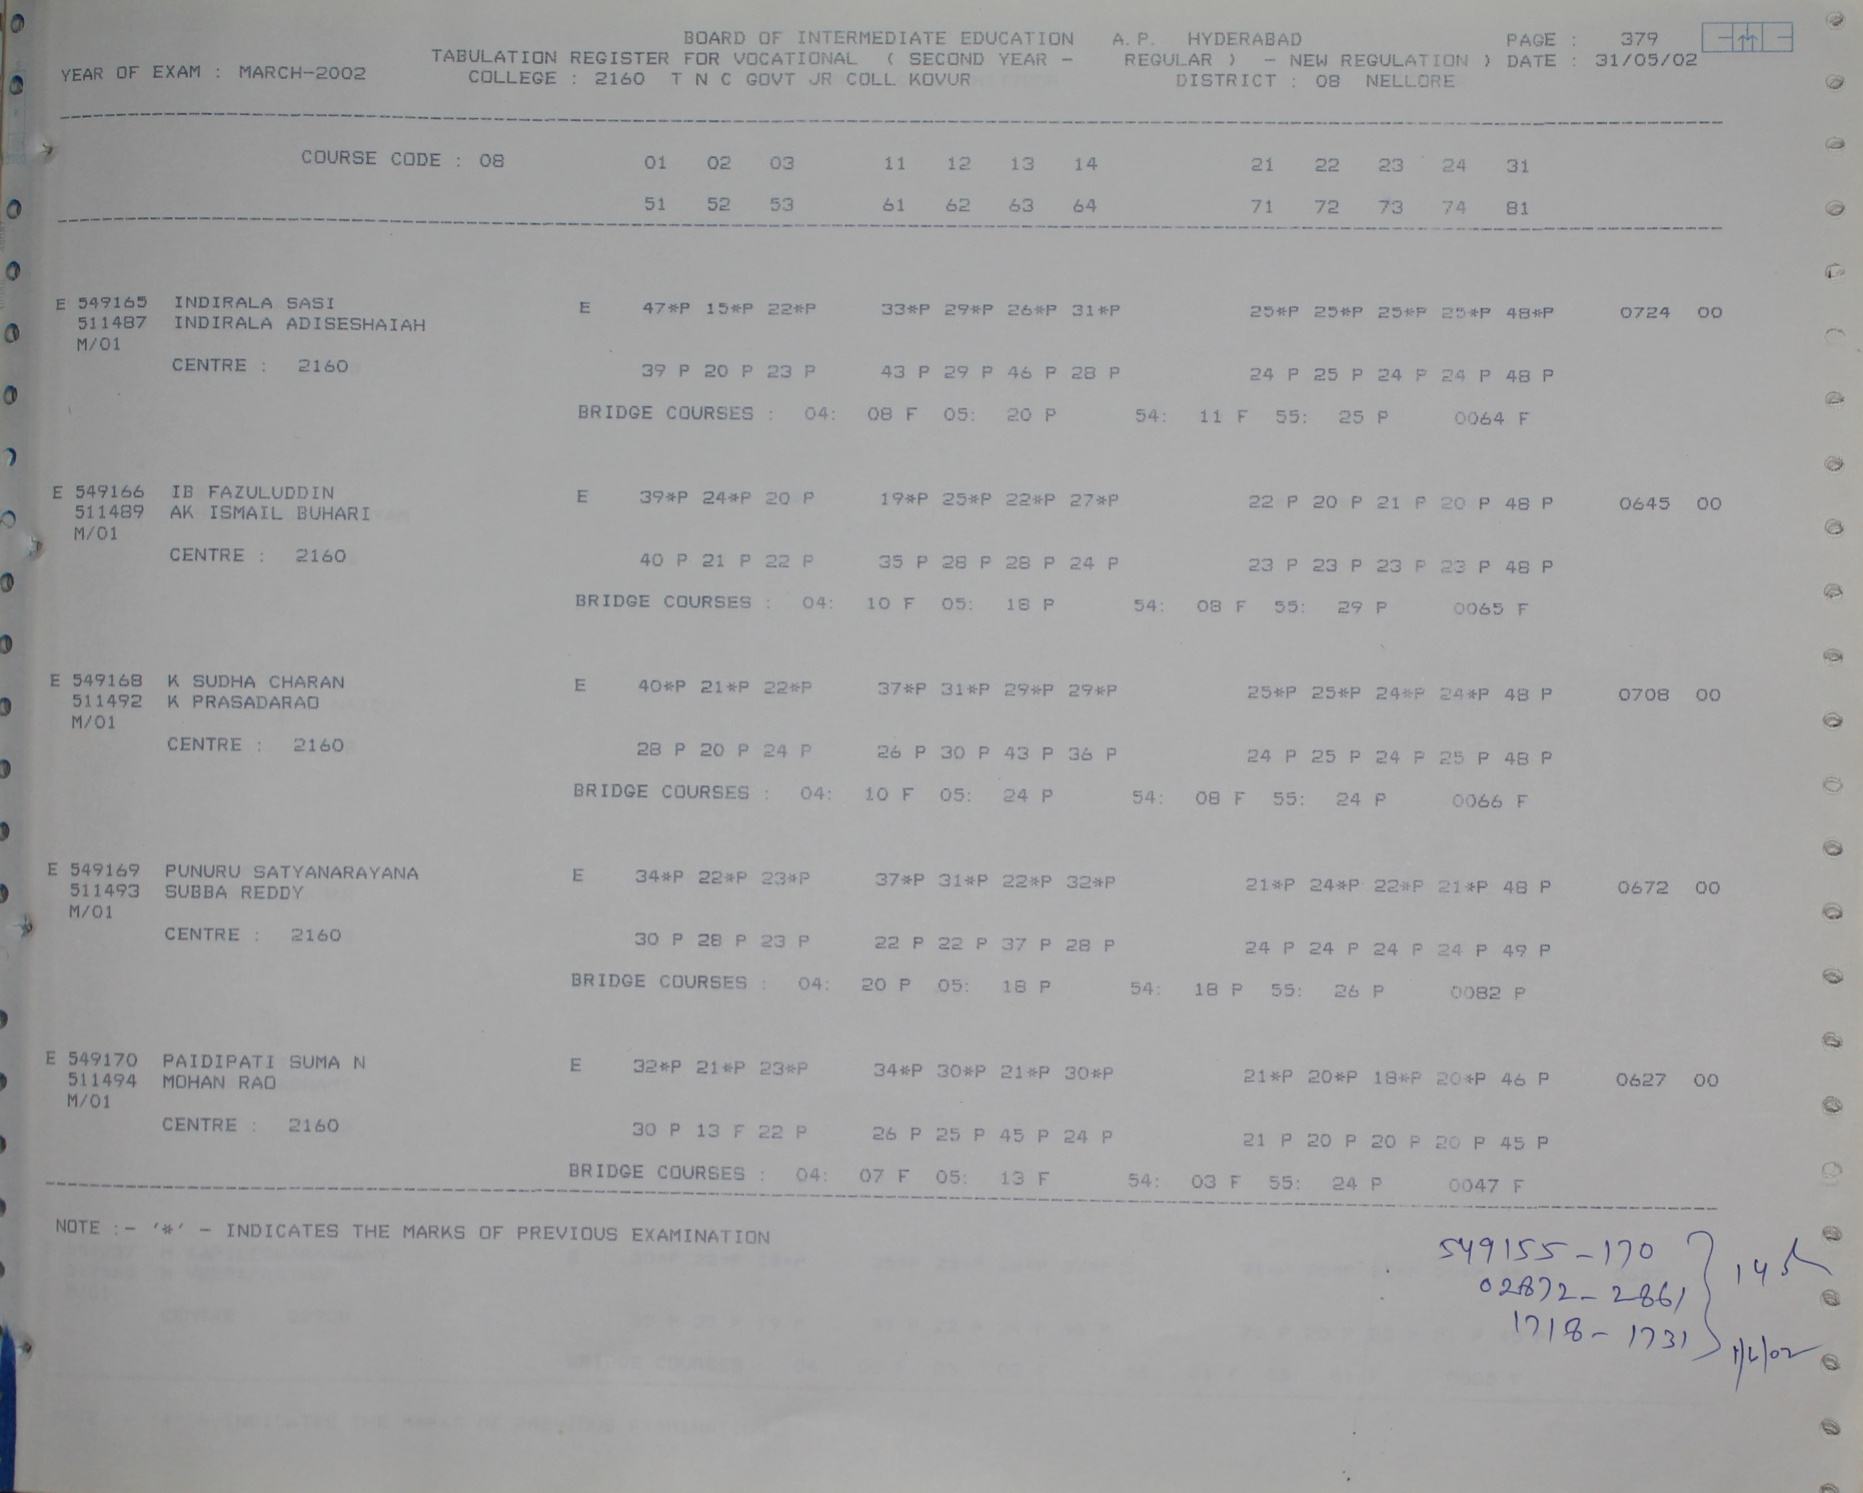 BOARD OF INTERMEDIATE EDUCATION A.P. HYDERABAD PAGE : 379
TABULATION REGISTER FOR VOCATIONAL ( SECOND YEAR - REGULAR ) - NEW REGULATION ) DATE : 31/05/02
YEAR OF EXAM : MARCH-2002 COLLEGE : 2160 T N C GOVT JR COLL KOVUR DISTRICT : 08 NELLORE
COURSE CODE : 08 01 02 03 11 12 13 14 21 22 23 24 31
51 52 53 61 62 63 64 71 72 73 74 81
E 549165 INDIRALA SASI E 47*P 15*P 22*P 33*P 29*P 26*P 31*P 25*P 25*P 25*P 25*P 48*P 0724 00
511487 INDIRALA ADISESHAIAH
M/01
CENTRE : 2160 39 P 20 P 23 P 43 P 29 P 46 P 28 P 24 P 25 P 24 P 24 P 48 P
BRIDGE COURSES : 04: 08 F 05: 20 P 54: 11 F 55: 25 P 0064 F
E 549166 IB FAZULUDDIN E 39*P 24*P 20 P 19*P 25*P 22*P 27*P 22 P 20 P 21 P 20 P 48 P 0645 00
511489 AK ISMAIL BUHARI
M/01
CENTRE : 2160 40 P 21 P 22 P 35 P 28 P 28 P 24 P 23 P 23 P 23 P 23 P 48 P
BRIDGE COURSES : 04: 10 F 05: 18 P 54: 08 F 55: 29 P 0065 F
E 549168 K SUDHA CHARAN E 40*P 21*P 22*P 37*P 31*P 29*P 29*P 25*P 25*P 24*P 24*P 48 P 0708 00
511492 K PRASADARAO
M/01
CENTRE : 2160 28 P 20 P 24 P 26 P 30 P 43 P 36 P 24 P 25 P 24 P 25 P 48 P
BRIDGE COURSES : 04: 10 F 05: 24 P 54: 08 F 55: 24 P 0066 F
E 549169 PUNURU SATYANARAYANA E 34*P 22*P 23*P 37*P 31*P 22*P 32*P 21*P 24*P 22*P 21*P 48 P 0672 00
511493 SUBBA REDDY
M/01
CENTRE : 2160 30 P 28 P 23 P 22 P 22 P 37 P 28 P 24 P 24 P 24 P 24 P 49 P
BRIDGE COURSES : 04: 20 P 05: 18 P 54: 18 P 55: 26 P 0082 P
E 549170 PAIDIPATI SUMA N E 32*P 21*P 23*P 34*P 30*P 21*P 30*P 21*P 20*P 18*P 20*P 46 P 0627 00
511494 MOHAN RAO
M/01
CENTRE : 2160 30 P 13 F 22 P 26 P 25 P 45 P 24 P 21 P 20 P 20 P 20 P 45 P
BRIDGE COURSES : 04: 07 F 05: 13 F 54: 03 F 55: 24 P 0047 F
NOTE :- '*' - INDICATES THE MARKS OF PREVIOUS EXAMINATION
549155-170
02872-2861
1718-1731